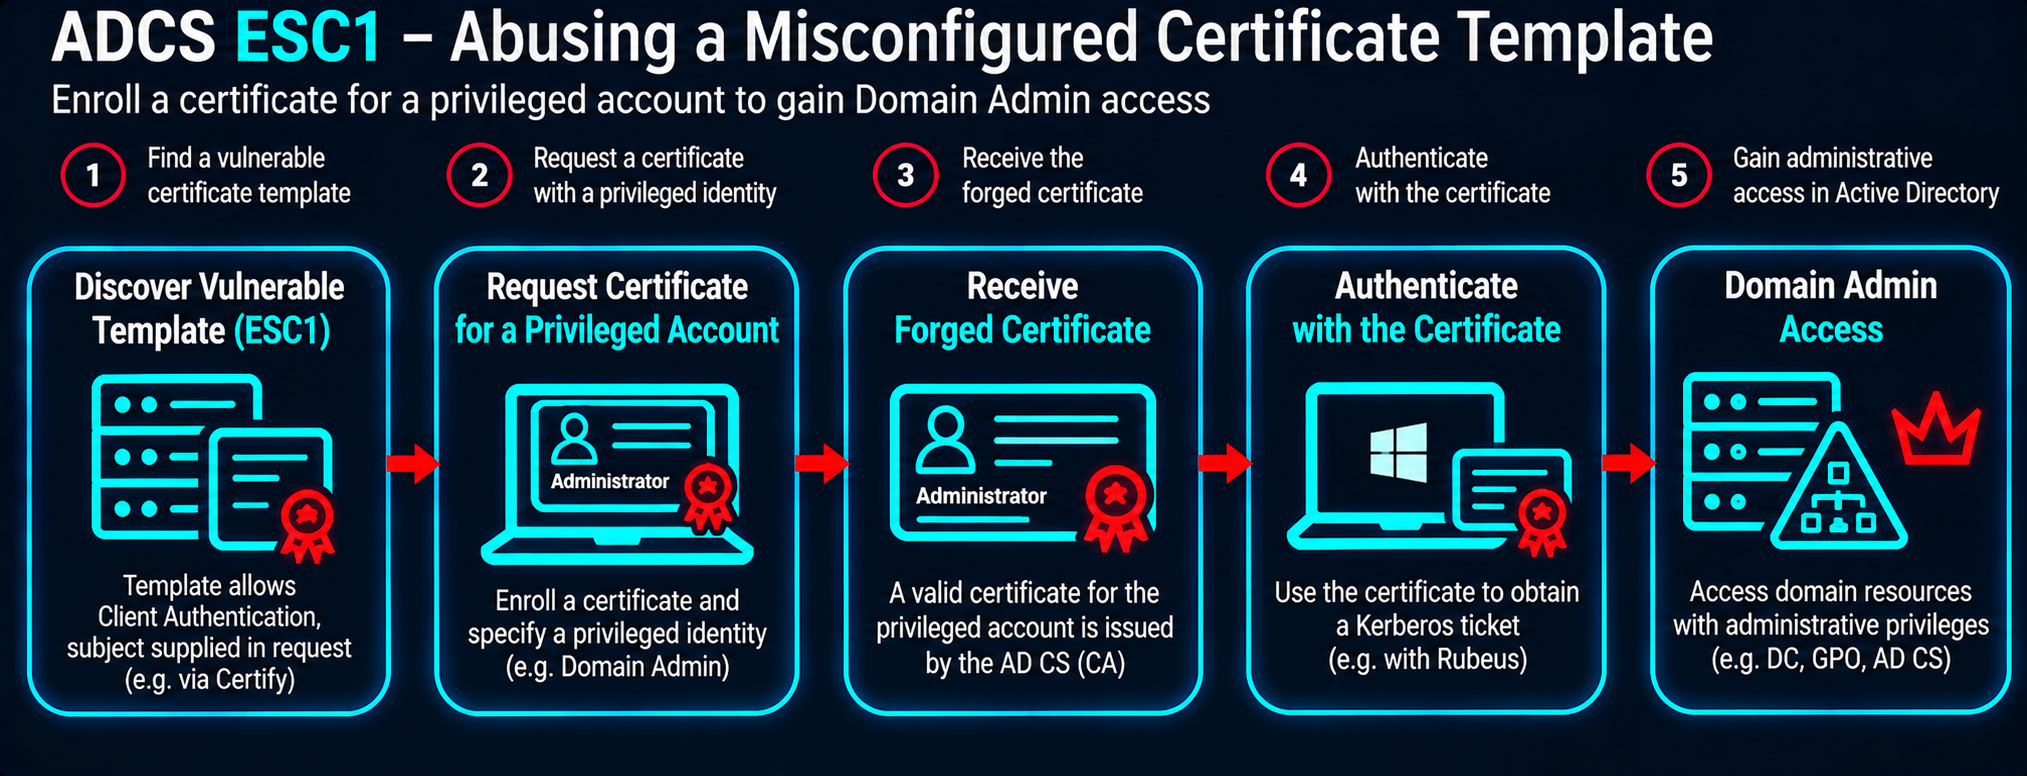 ADCS ESC1 – Abusing a Misconfigured Certificate Template
Enroll a certificate for a privileged account to gain Domain Admin access
1
Find a vulnerable
certificate template
2
Request a certificate
with a privileged identity
3
Receive the
forged certificate
4
Authenticate
with the certificate
5
Gain administrative
access in Active Directory
Discover Vulnerable
Template (ESC1)
Template allows
Client Authentication,
subject supplied in request
(e.g. via Certify)
Request Certificate
for a Privileged Account
Administrator
Enroll a certificate and
specify a privileged identity
(e.g. Domain Admin)
Receive
Forged Certificate
Administrator
A valid certificate for the
privileged account is issued
by the AD CS (CA)
Authenticate
with the Certificate
Use the certificate to obtain
a Kerberos ticket
(e.g. with Rubeus)
Domain Admin
Access
Access domain resources
with administrative privileges
(e.g. DC, GPO, AD CS)